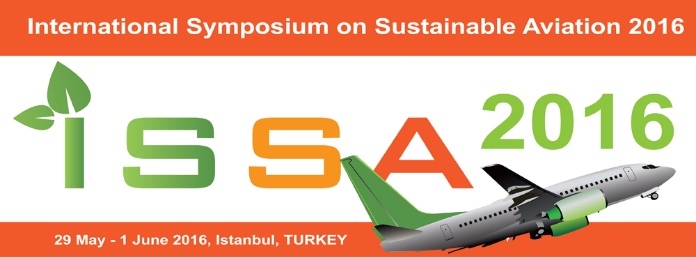 International Symposium on Sustainable Aviation 2016
ISSA 2016
29 May - 1 June 2016, Istanbul, TURKEY